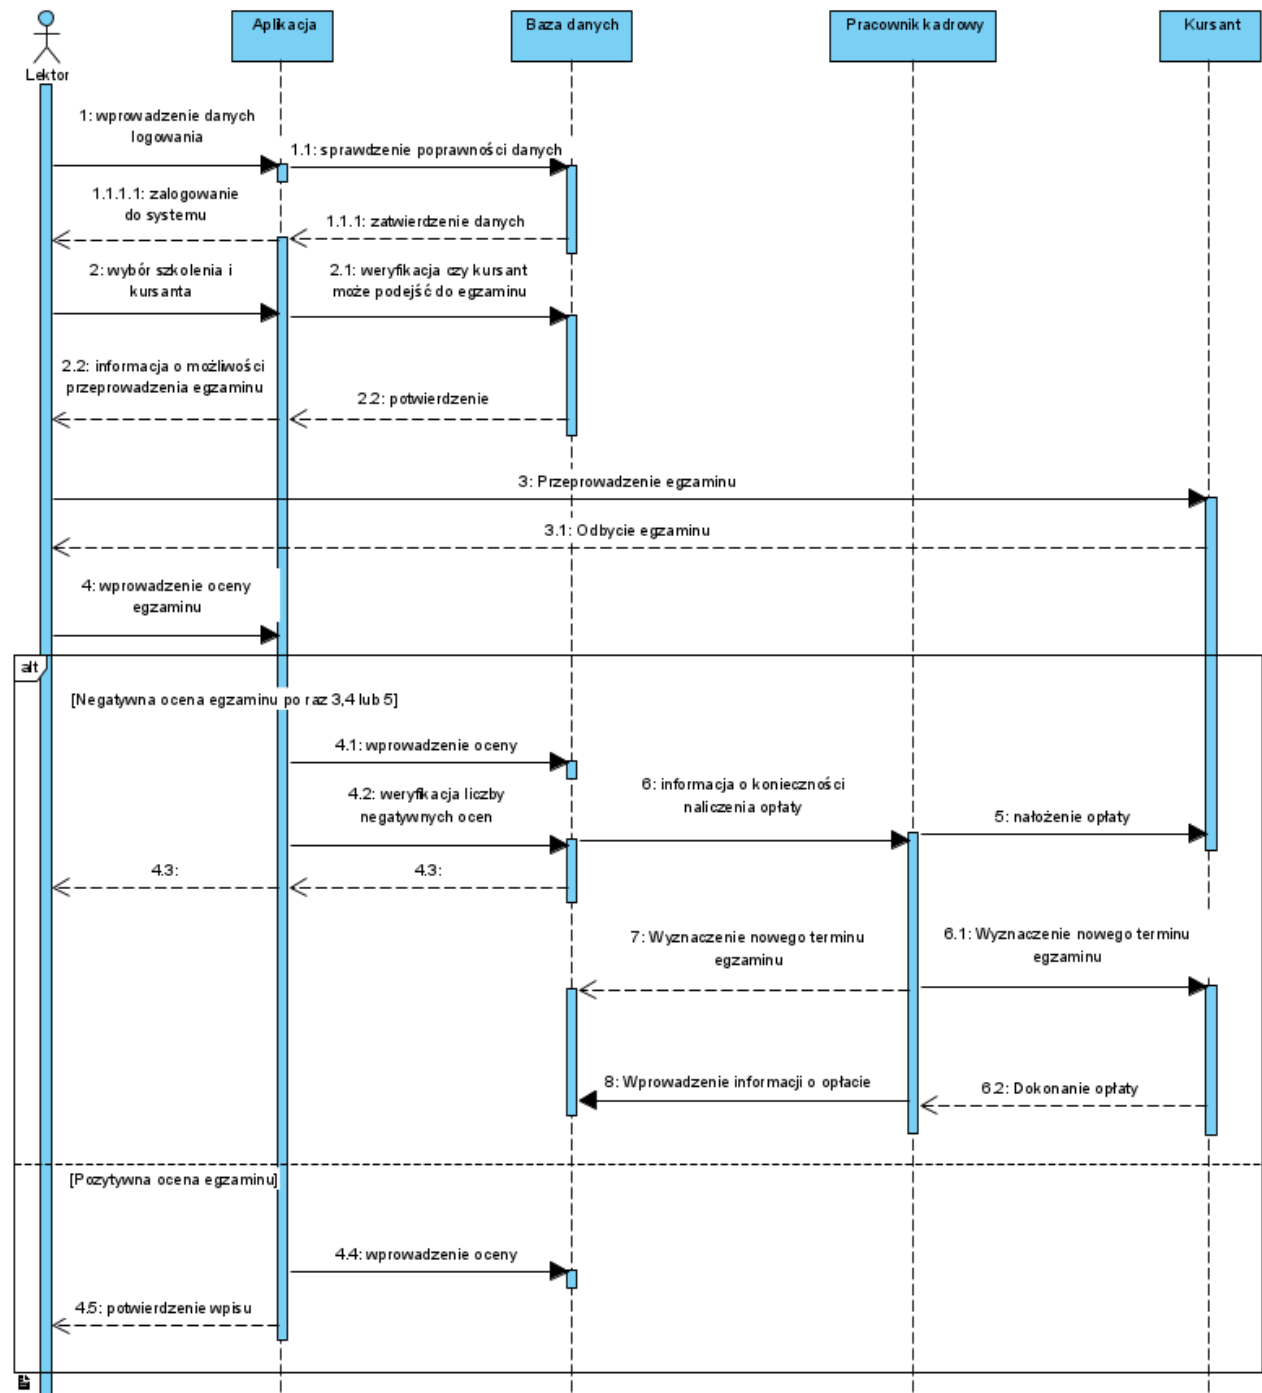 Aplikacja
Baza danych
Pracownik kadrowy
Kursant
Lektor
1: wprowadzenie danych
logowania
1.1: sprawdzenie poprawności danych
1.1.1.1: zalogowanie
do systemu
1.1.1: zatwierdzenie danych
2: wybór szkolenia i
kursanta
2.1: weryfikacja czy kursant
może podejść do egzaminu
2.2: informacja o możliwości
przeprowadzenia egzaminu
2.2: potwierdzenie
3: Przeprowadzenie egzaminu
3.1: Odbycie egzaminu
4: wprowadzenie oceny
egzaminu
alt
[Negatywna ocena egzaminu po raz 3,4 lub 5]
4.1: wprowadzenie oceny
4.2: weryfikacja liczby
negatywnych ocen
6: informacja o konieczności
naliczenia opłaty
5: nałożenie opłaty
4.3:
4.3:
7: Wyznaczenie nowego terminu
egzaminu
6.1: Wyznaczenie nowego terminu
egzaminu
8: Wprowadzenie informacji o opłacie
6.2: Dokonanie opłaty
[Pozytywna ocena egzaminu]
4.4: wprowadzenie oceny
4.5: potwierdzenie wpisu